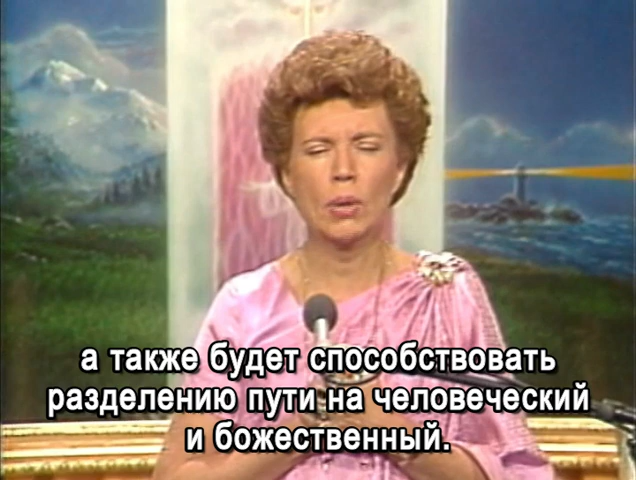 а также будет способствовать
разделению пути на человеческий
и божественный.